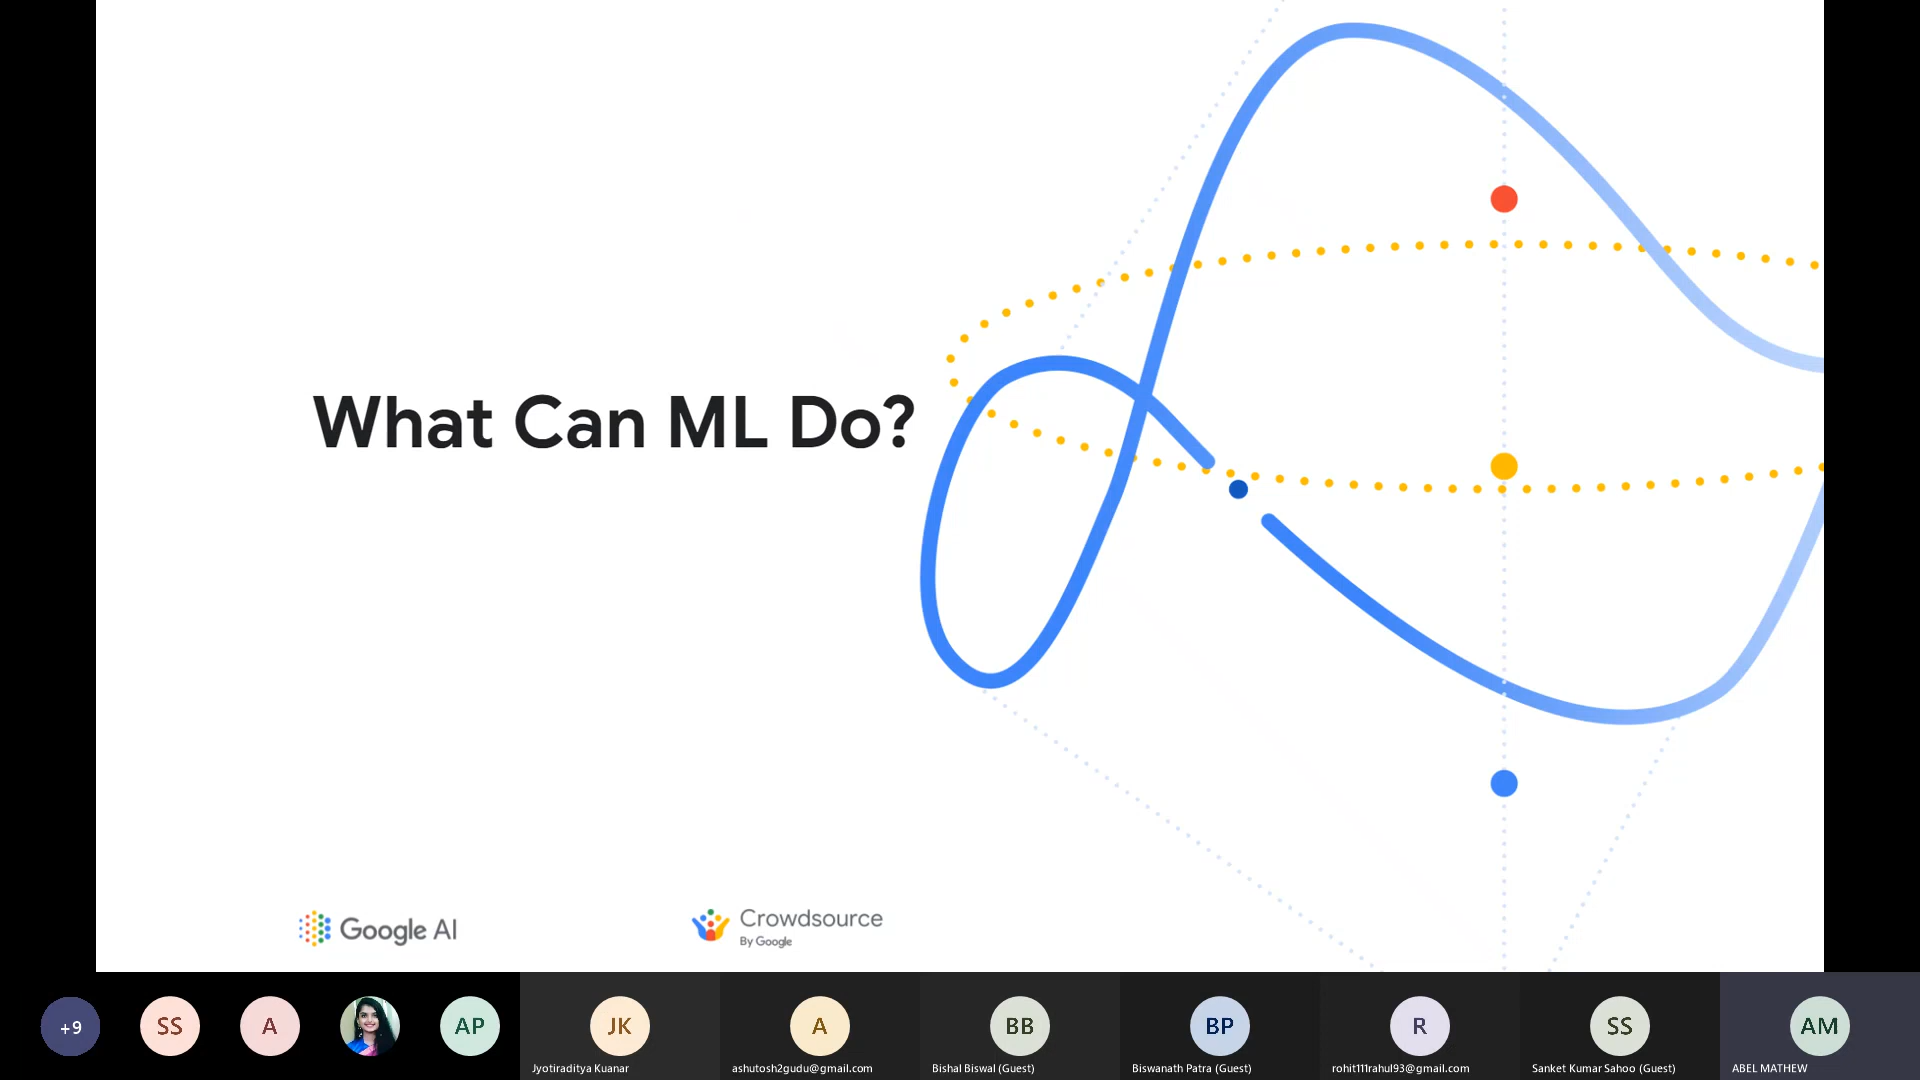 What Can ML Do?
Google AI
Crowdsource
By Google
+9
SS
A
AP
JK
Jyotiraditya Kuanar
A
ashutosh2gudu@gmail.com
BB
Bishal Biswal (Guest)
BP
Biswanath Patra (Guest)
R
rohit111rahul93@gmail.com
SS
Sanket Kumar Sahoo (Guest)
AM
ABEL MATHEW